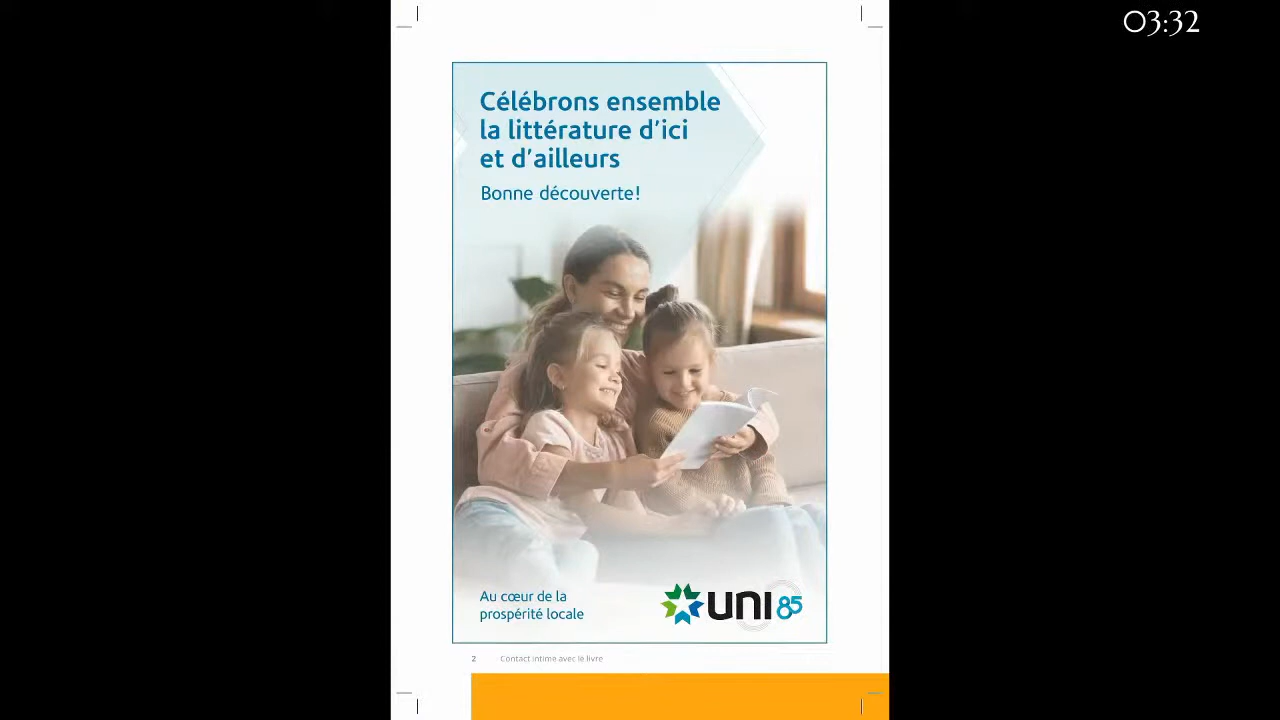 03:32
Célébrons ensemble
la littérature d'ici
et d'ailleurs
Bonne découverte!
Au cœur de la
prospérité locale
UNI 85
2 Contact intime avec le livre